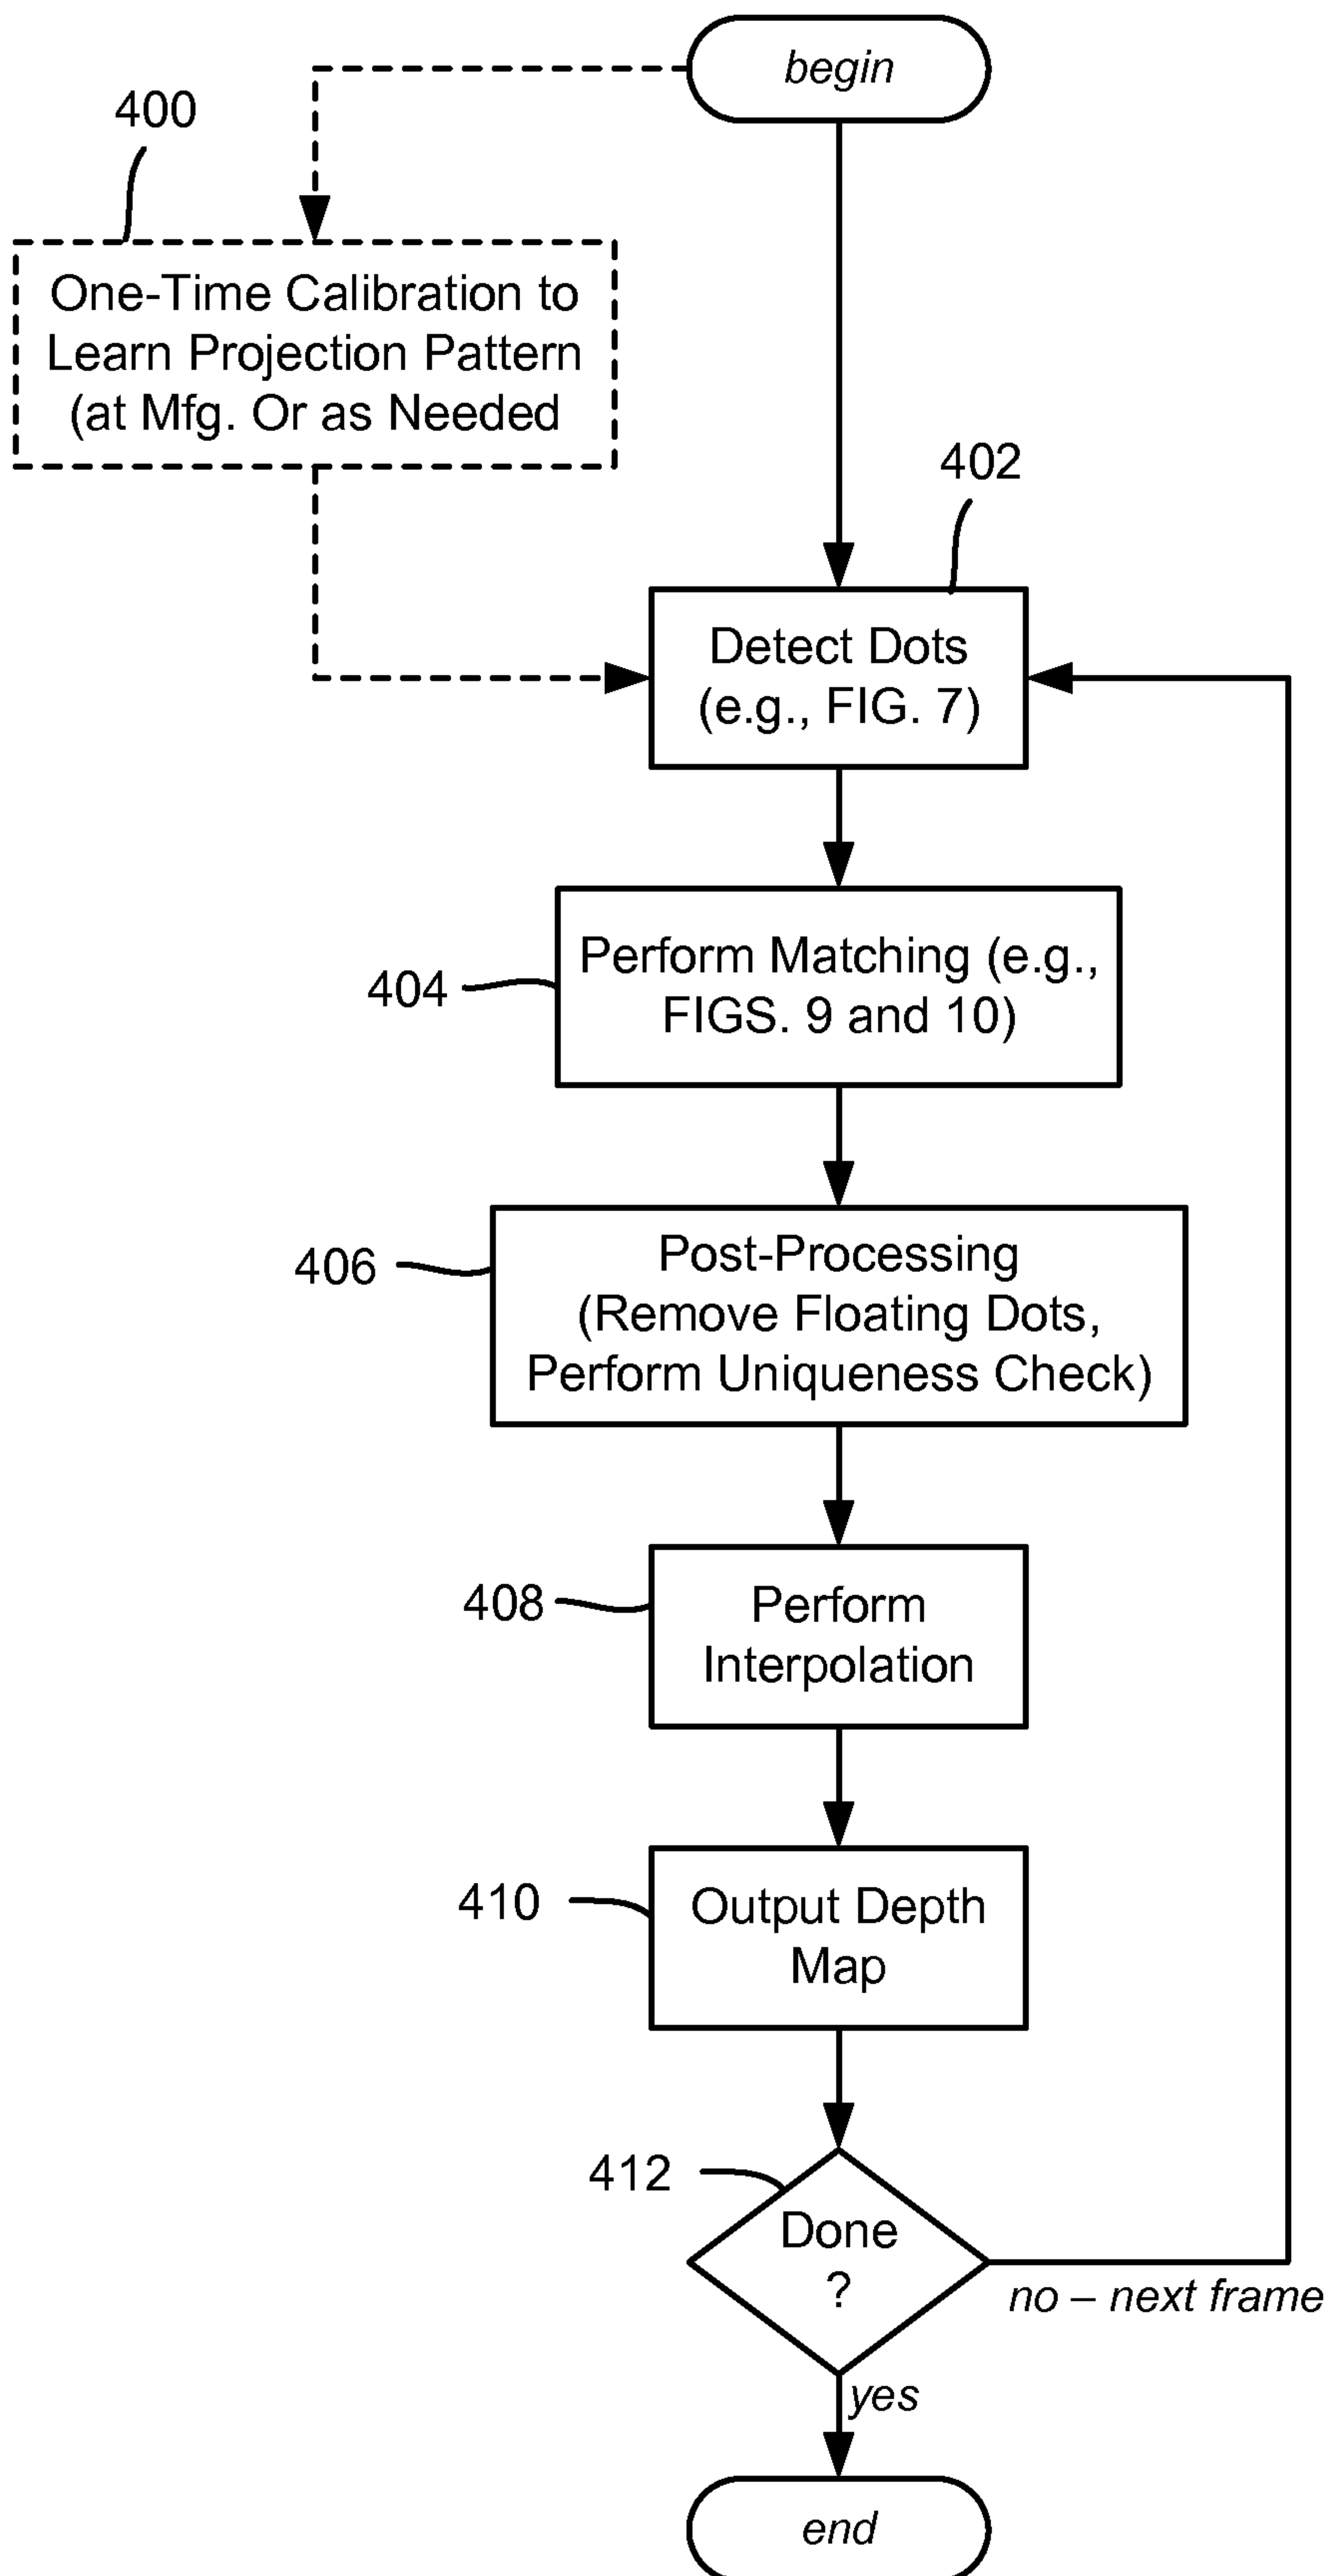 begin
400
One-Time Calibration to
Learn Projection Pattern
(at Mfg. Or as Needed
402
Detect Dots
(e.g., FIG. 7)
404
Perform Matching (e.g.,
FIGS. 9 and 10)
406
Post-Processing
(Remove Floating Dots,
Perform Uniqueness Check)
408
Perform
Interpolation
410
Output Depth
Map
412
Done
?
no – next frame
yes
end